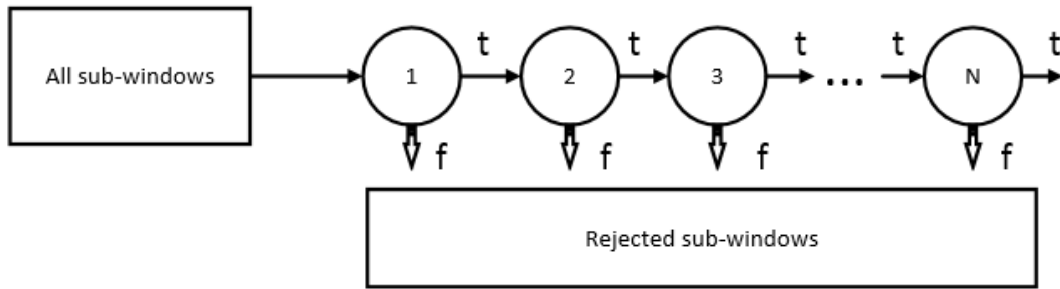 t t t t t
All sub-windows 1 2 3 ... N
f f f f
Rejected sub-windows